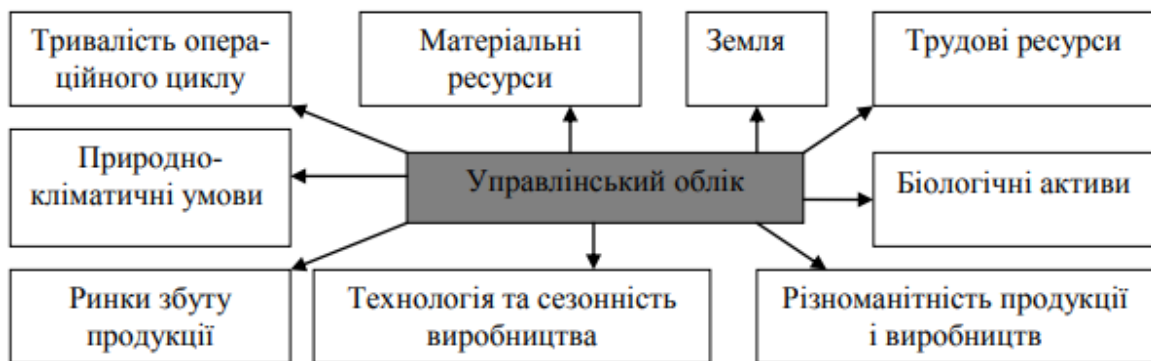 Тривалість опера-
ційного циклу
Матеріальні
ресурси
Земля
Трудові ресурси
Природно-
кліматичні умови
Управлінський облік
Біологічні активи
Ринки збуту
продукції
Технологія та сезонність
виробництва
Різноманітність продукції
і виробництв